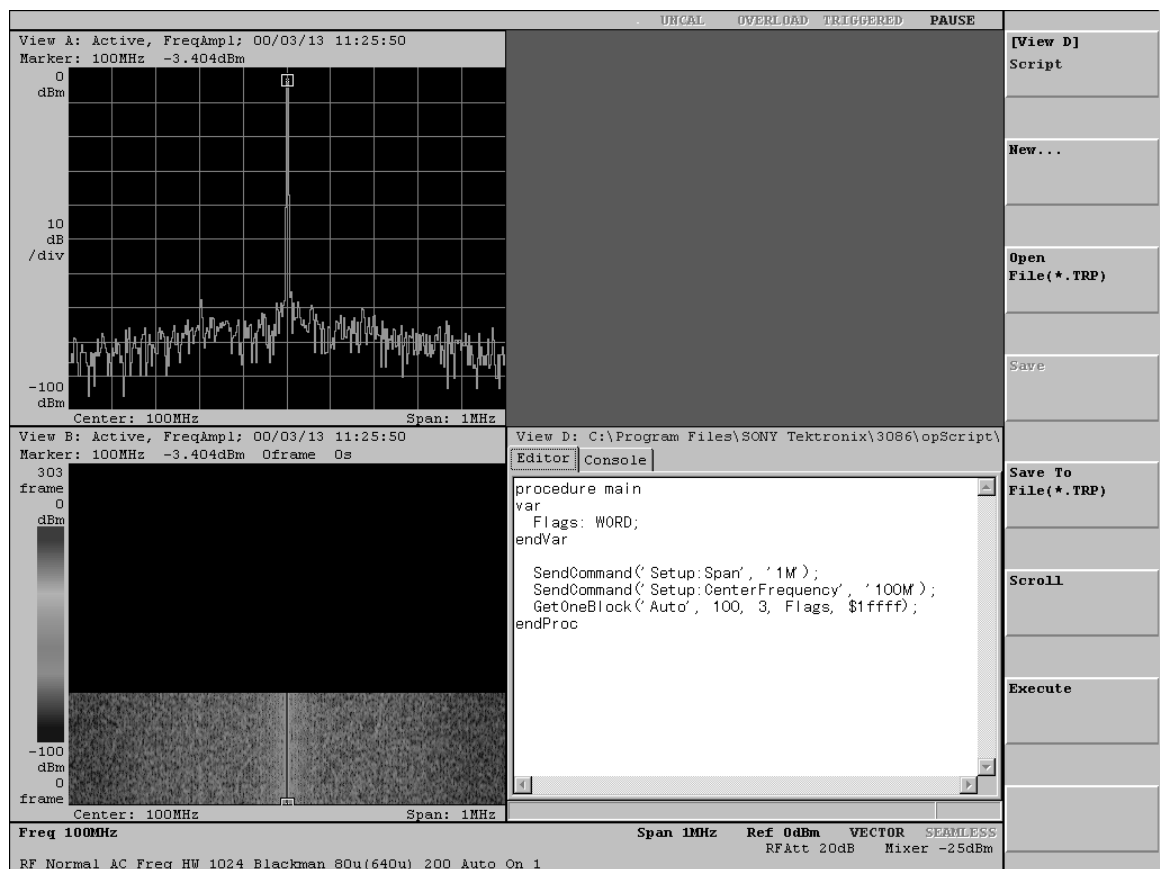 UNCAL OVERLOAD TRIGGERED PAUSE
View A: Active, FreqAmpl; 00/03/13 11:25:50
Marker: 100MHz -3.404dBm
0
dBm
10
dB
/div
-100
dBm
Center: 100MHz Span: 1MHz
View B: Active, FreqAmpl; 00/03/13 11:25:50
Marker: 100MHz -3.404dBm 0frame 0s
303
frame
0
dBm
-100
dBm
0
frame
Center: 100MHz Span: 1MHz
View D: C:\Program Files\SONY Tektronix\3086\opScript\
Editor Console
procedure main
var
Flags: WORD;
endVar
SendCommand('Setup:Span', '1M');
SendCommand('Setup:CenterFrequency', '100M');
GetOneBlock('Auto', 100, 3, Flags, $1ffff);
endProc
Freq 100MHz Span 1MHz Ref 0dBm VECTOR SEAMLESS
RFAtt 20dB Mixer -25dBm
RF Normal AC Freq HW 1024 Blackman 80u(640u) 200 Auto On 1
[View D]
Script
New...
Open
File(*.TRP)
Save
Save To
File(*.TRP)
Scroll
Execute